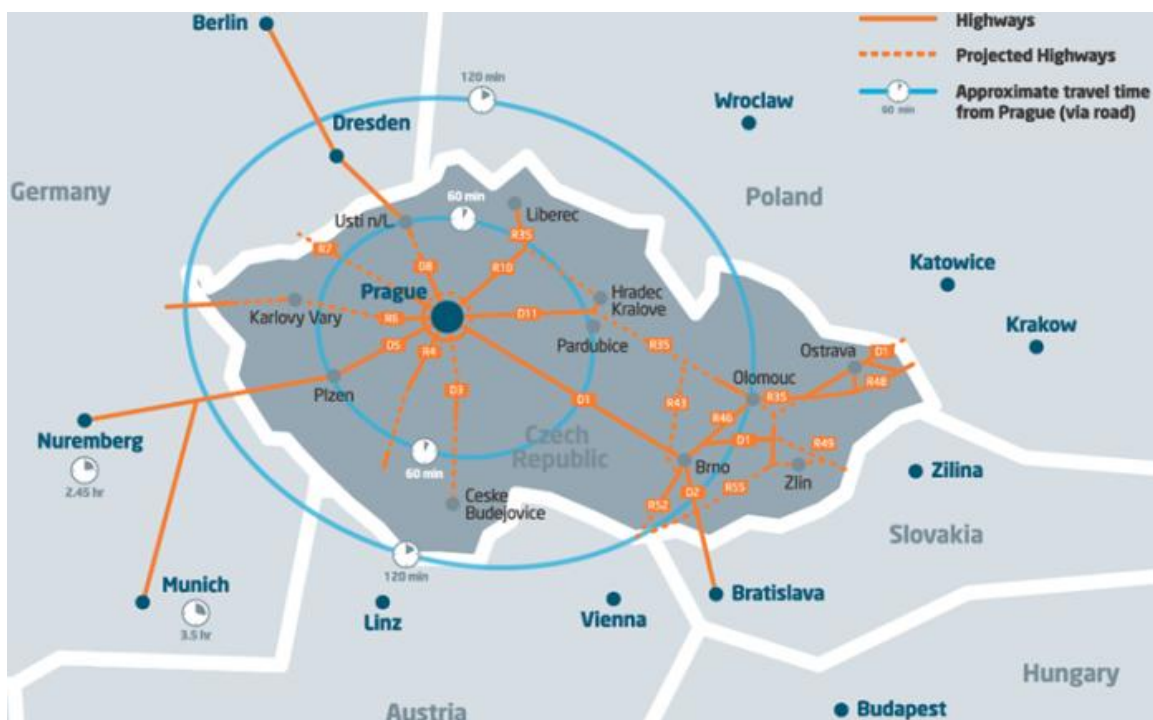 Berlin
Highways
Projected Highways
60 min
Approximate travel time
from Prague (via road)
120 min
Wroclaw
Dresden
Germany
Poland
60 min
Liberec
Usti n/L.
R35
R7
D8
R10
Katowice
Prague
Hradec
Kralove
Karlovy Vary
R6
D11
Krakow
Pardubice
R35
Ostrava
D1
D5
R4
R48
Plzen
D3
D1
Olomouc
R35
R43
R46
Nuremberg
2.45 hr
Czech
Republic
60 min
D1
R49
Brno
Zlin
Zilina
R52
D2
R55
Ceske
Budejovice
Slovakia
120 min
Munich
3.5 hr
Linz
Vienna
Bratislava
Hungary
Austria
Budapest